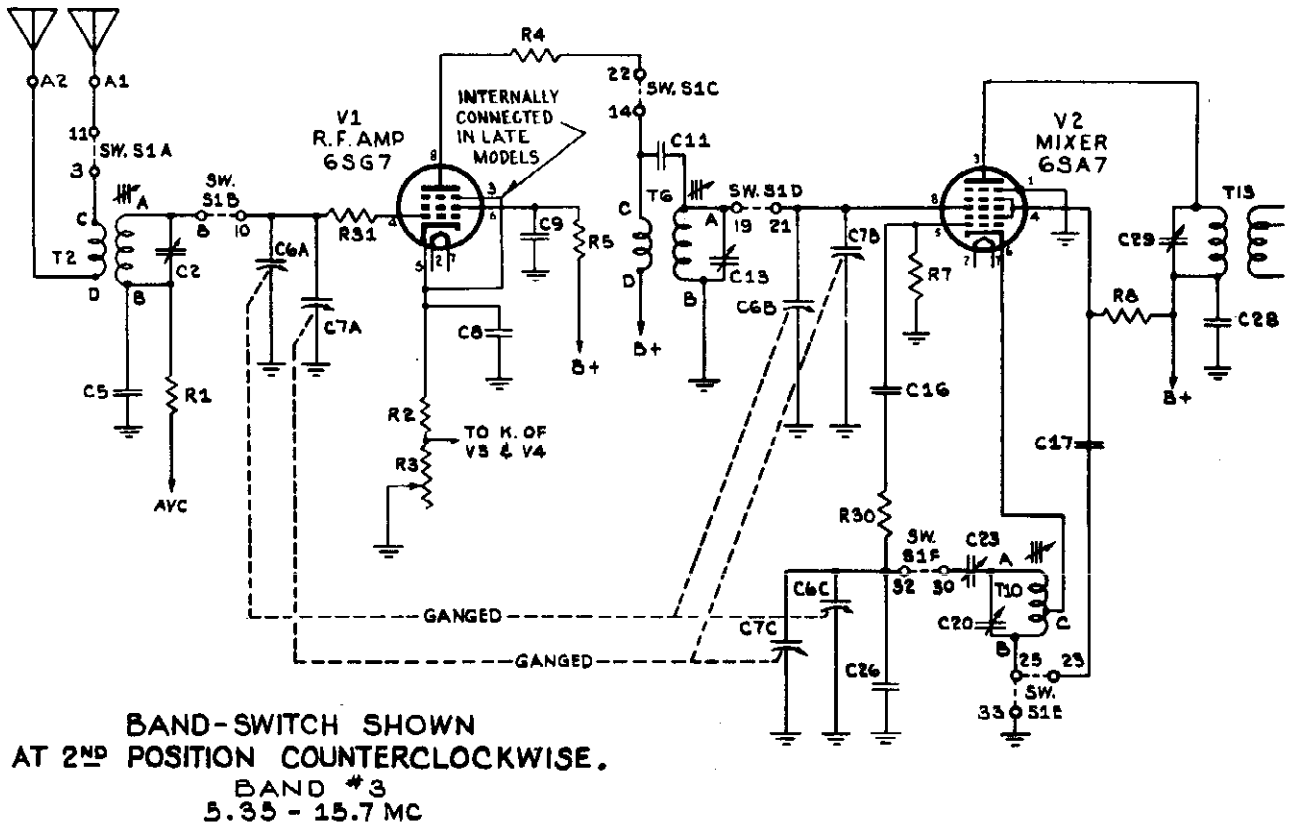 A2
A1
11
SW. S1A
3
C
T2
D
A
B
C2
C5
R1
AVC
SW.
S1B
8
10
C6A
C7A
R31
V1
R.F. AMP
6SG7
INTERNALLY
CONNECTED
IN LATE
MODELS
8
3
6
4
5
2
7
C9
R5
B+
C8
R2
R3
TO K. OF
V3 & V4
R4
22
SW. S1C
14
C11
T6
C
D
B+
A
B
C13
SW. S1D
19
21
C6B
C7B
V2
MIXER
6SA7
3
1
8
4
5
6
2
7
R7
C16
R30
C17
R8
C29
T13
C28
B+
SW.
S1F
32
30
C23
A
T10
C20
C
B
25
23
SW.
S1E
33
C6C
C7C
C26
GANGED
GANGED
BAND-SWITCH SHOWN
AT 2ND POSITION COUNTERCLOCKWISE.
BAND #3
5.35 - 15.7 MC